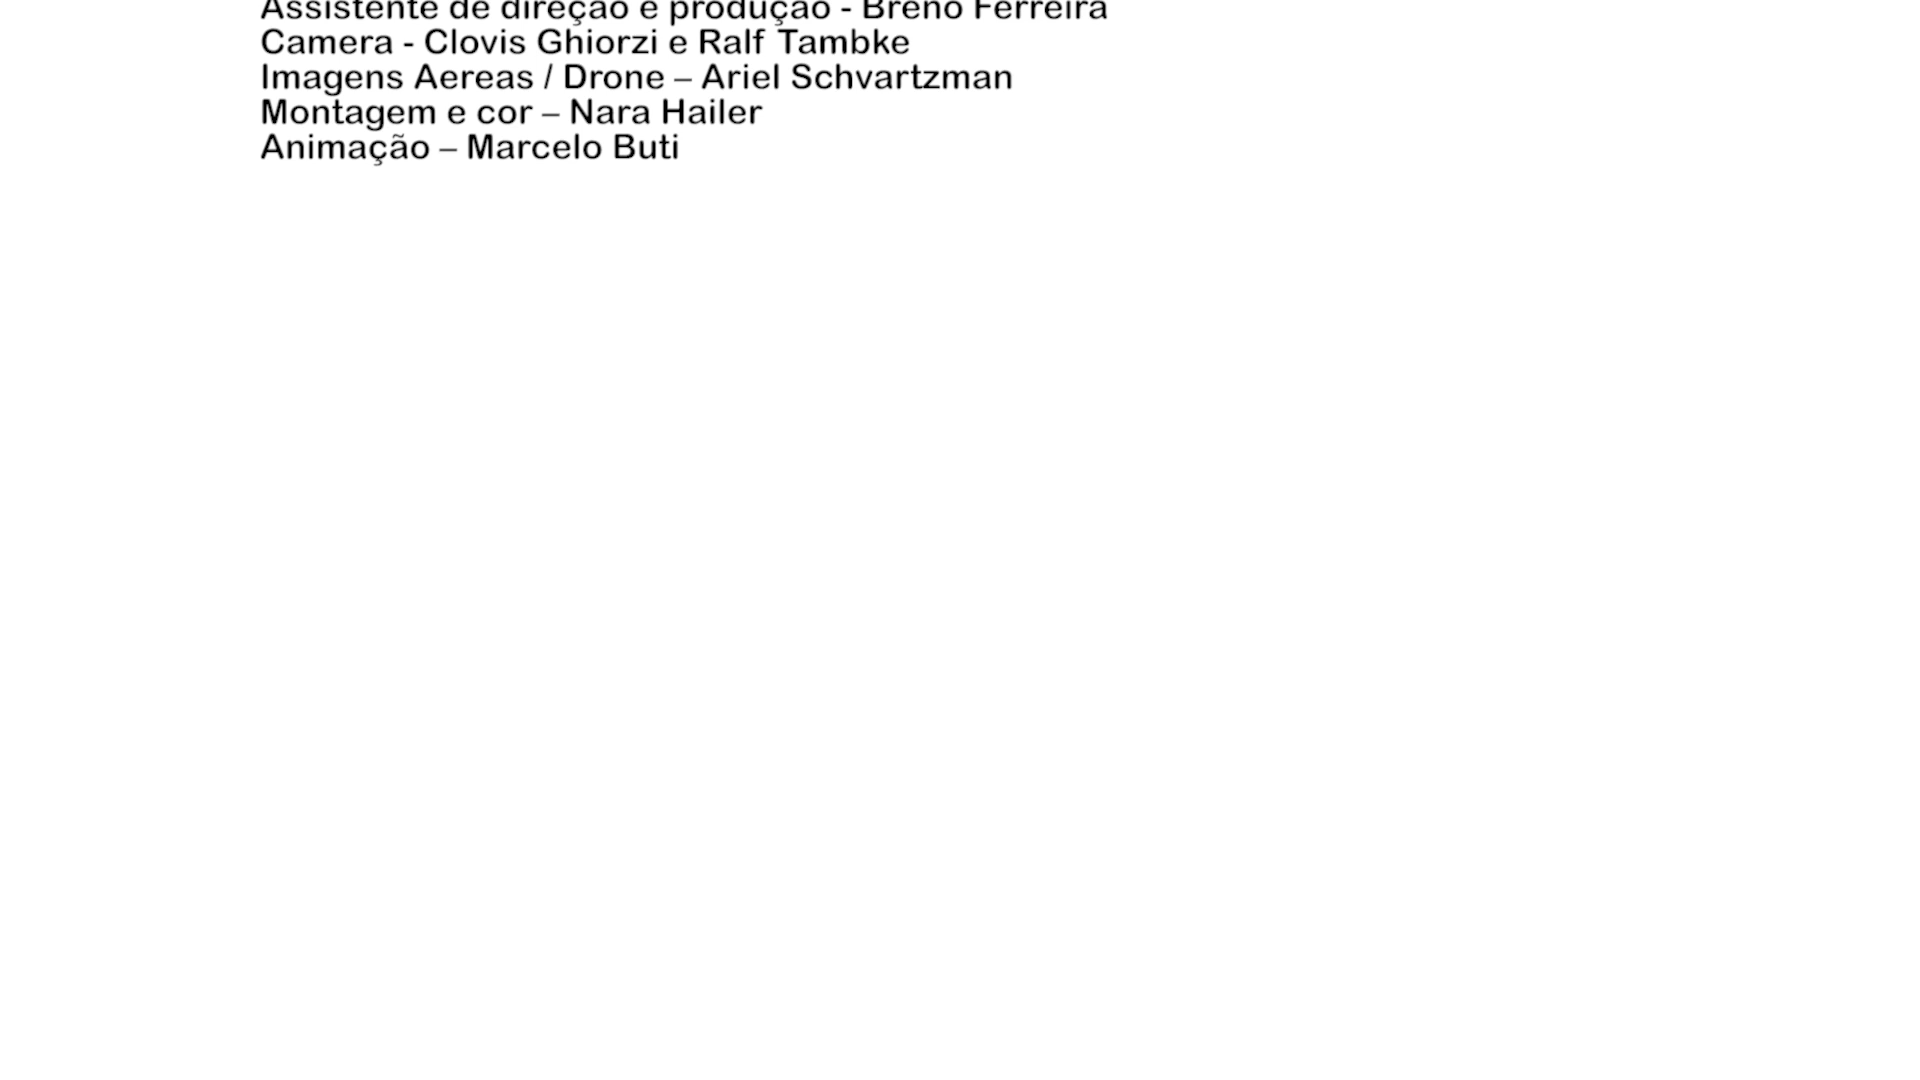 Assistente de direção e produção - Breno Ferreira
Camera - Clovis Ghiorzi e Ralf Tambke
Imagens Aereas / Drone – Ariel Schvartzman
Montagem e cor – Nara Hailer
Animação – Marcelo Buti